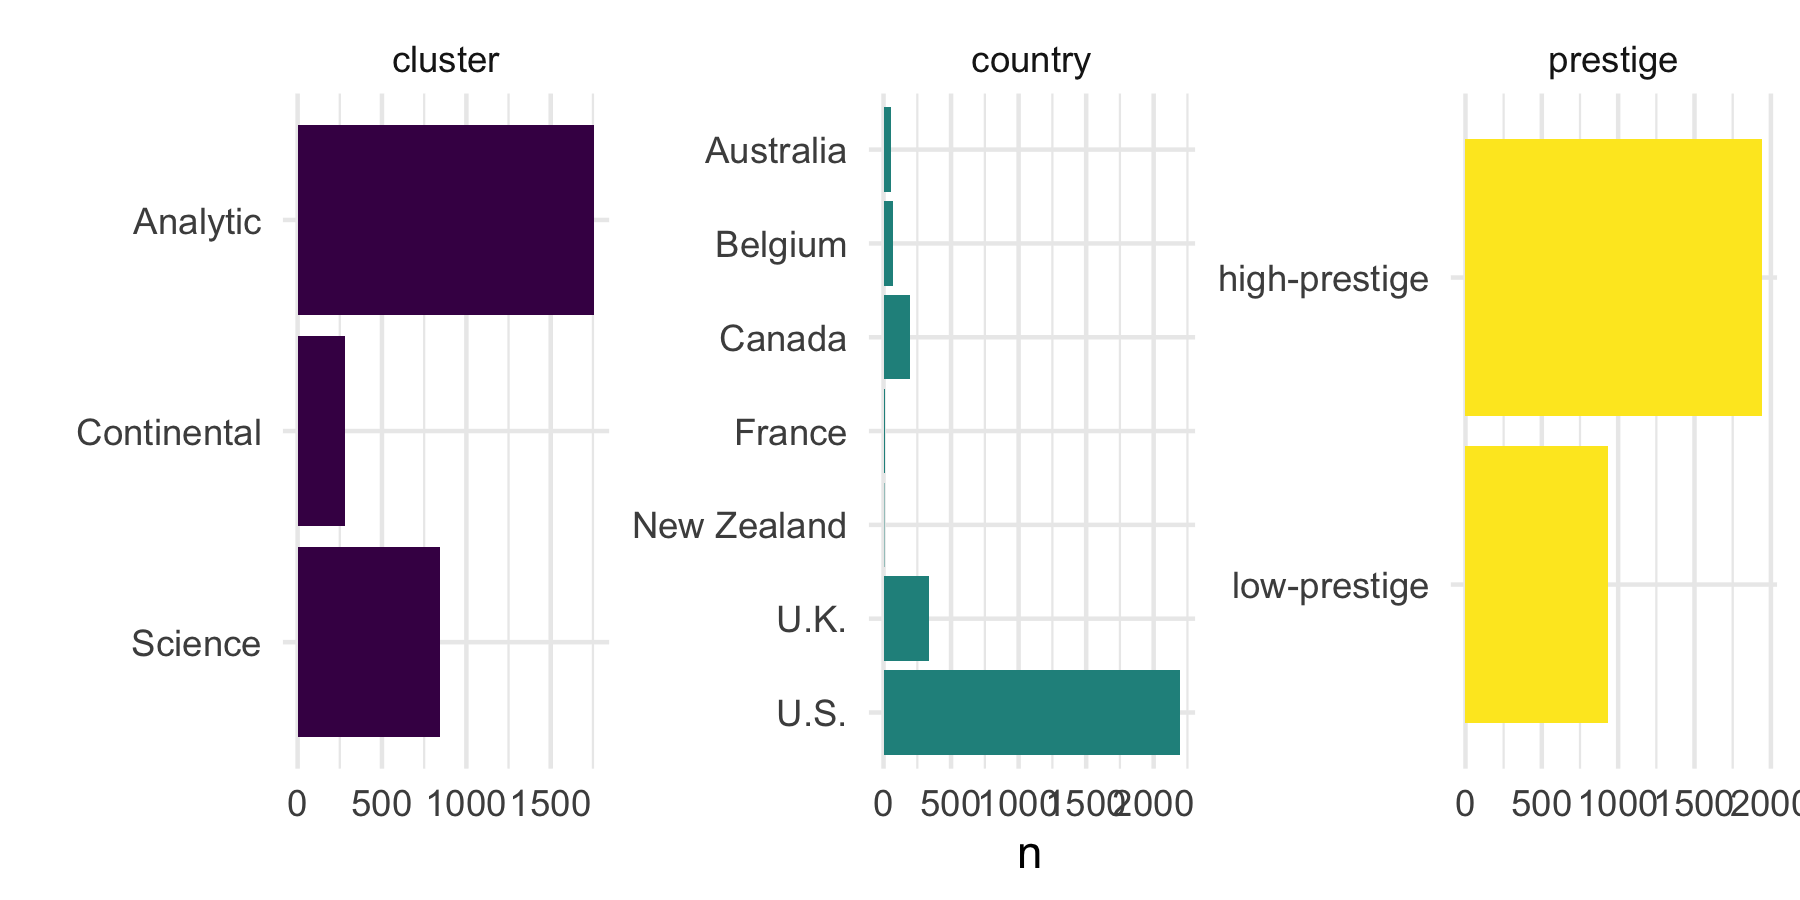 cluster
country
prestige
Analytic
Continental
Science
0 500 1000 1500
Australia
Belgium
Canada
France
New Zealand
U.K.
U.S.
0 500 1000 1500 2000
high-prestige
low-prestige
0 500 1000 1500 2000
n